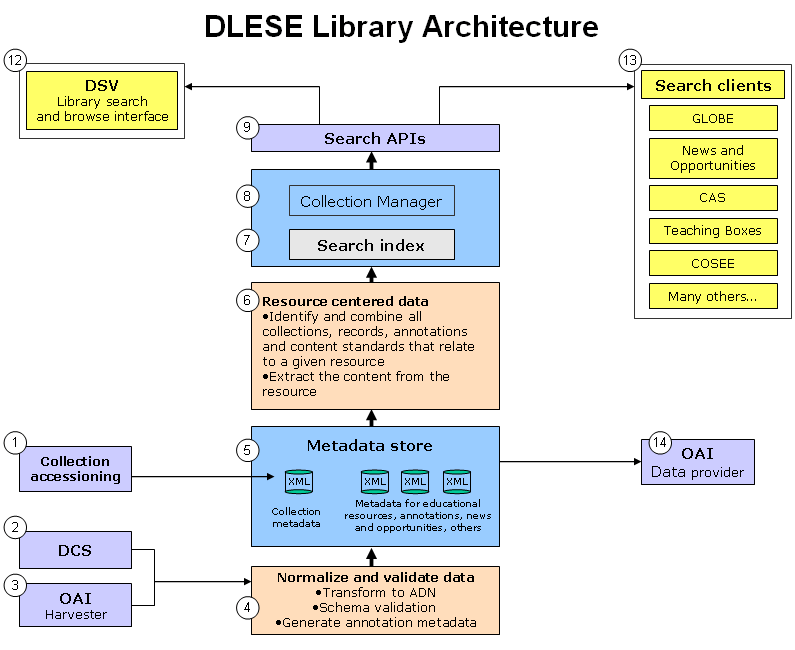 DLESE Library Architecture
12
DSV
Library search
and browse interface
13
Search clients
GLOBE
News and
Opportunities
CAS
Teaching Boxes
COSEE
Many others...
9
Search APIs
8
Collection Manager
7
Search index
6
Resource centered data
•Identify and combine all
collections, records, annotations
and content standards that relate
to a given resource
•Extract the content from the
resource
1
Collection
accessioning
5
Metadata store
XML
XML
XML
XML
Collection
metadata
Metadata for educational
resources, annotations, news
and opportunities, others
14
OAI
Data provider
2
DCS
3
OAI
Harvester
4
Normalize and validate data
•Transform to ADN
•Schema validation
•Generate annotation metadata